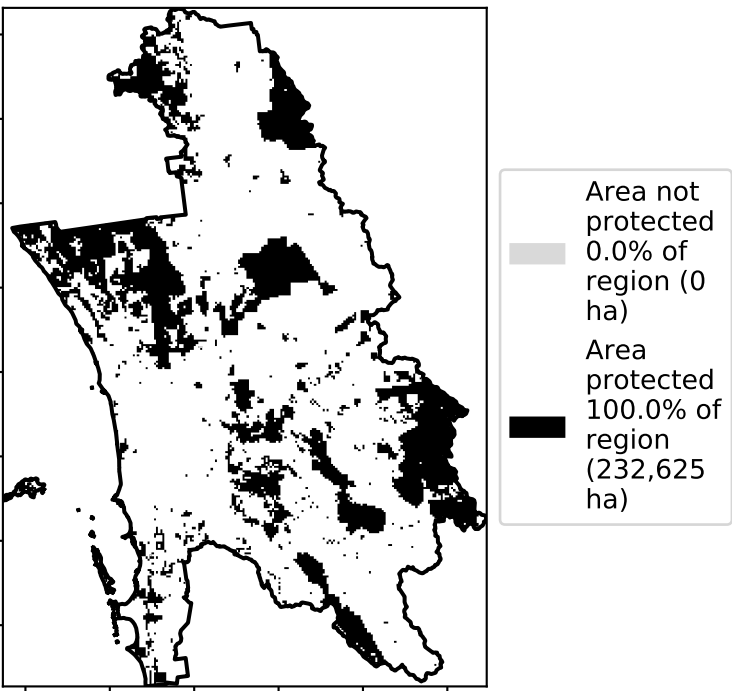 Area not
protected
0.0% of
region (0
ha)
Area
protected
100.0% of
region
(232,625
ha)